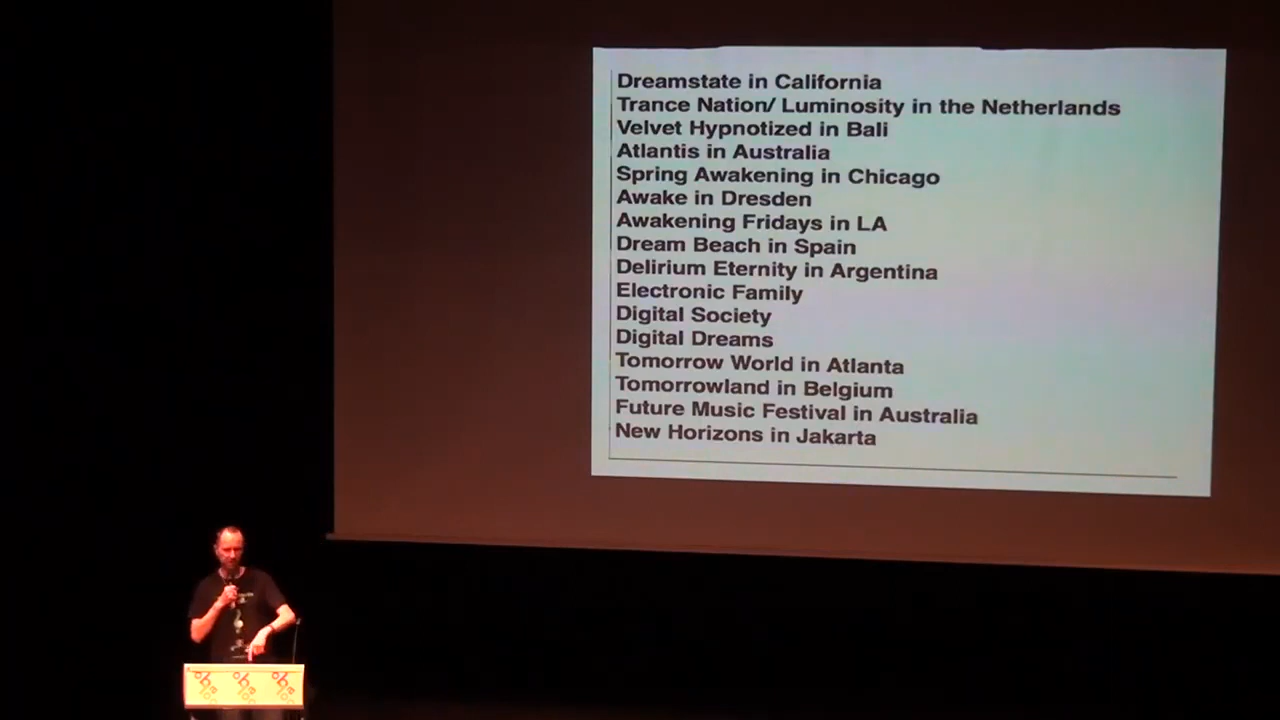 Dreamstate in California
Trance Nation/ Luminosity in the Netherlands
Velvet Hypnotized in Bali
Atlantis in Australia
Spring Awakening in Chicago
Awake in Dresden
Awakening Fridays in LA
Dream Beach in Spain
Delirium Eternity in Argentina
Electronic Family
Digital Society
Digital Dreams
Tomorrow World in Atlanta
Tomorrowland in Belgium
Future Music Festival in Australia
New Horizons in Jakarta